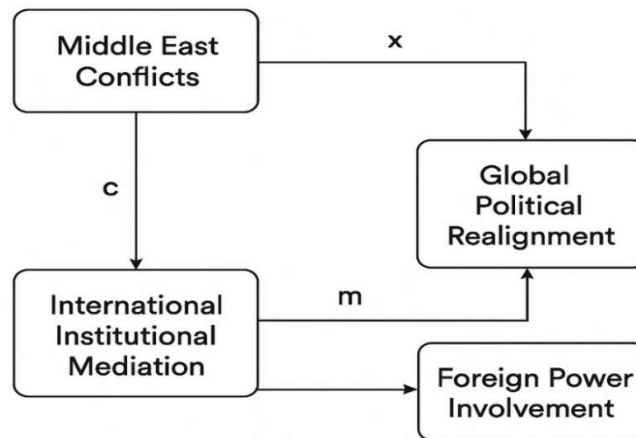 Middle East
Conflicts
x
c
Global
Political
Realignment
International
Institutional
Mediation
m
Foreign Power
Involvement